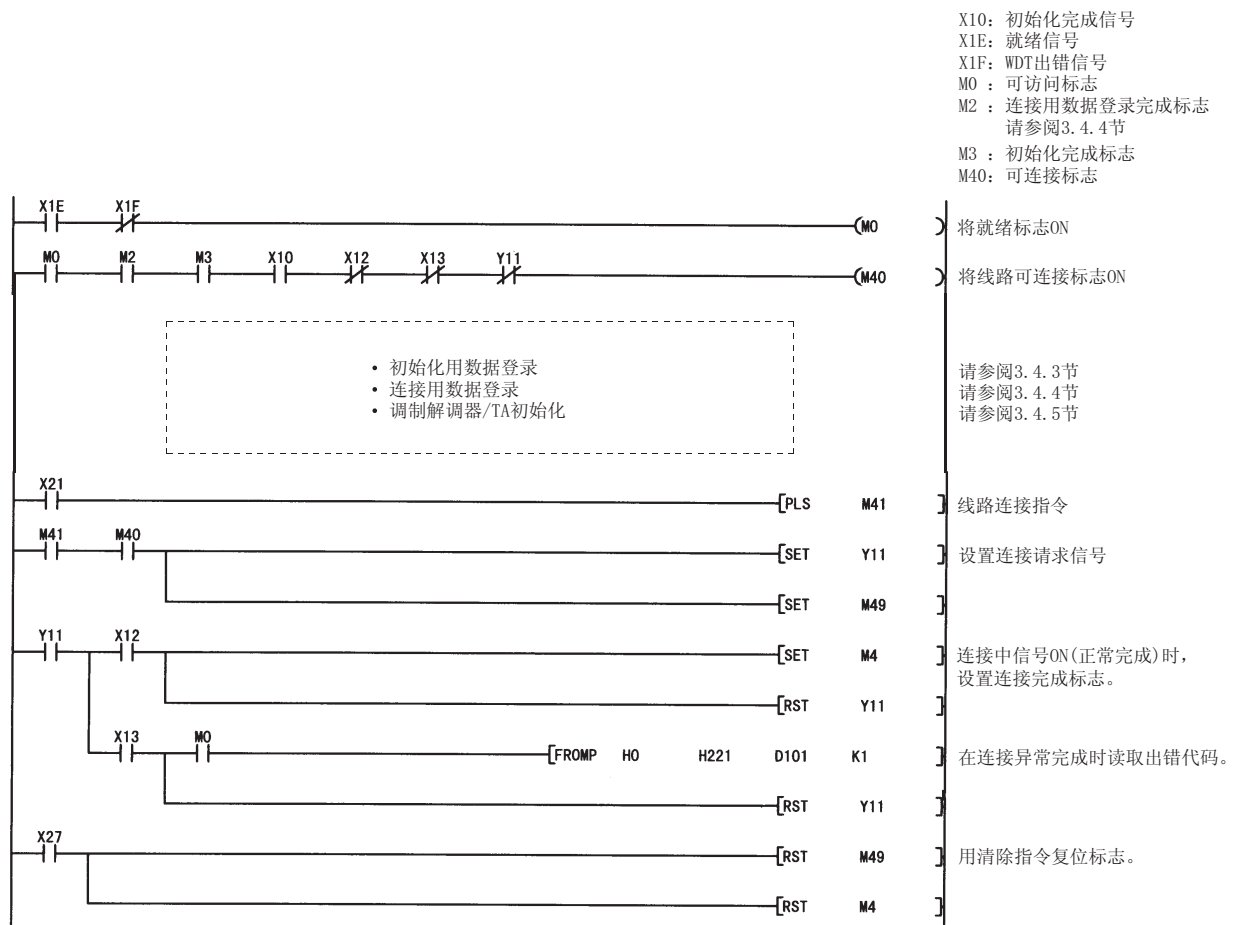 X10：初始化完成信号
X1E：就绪信号
X1F：WDT出错信号
M0 ：可访问标志
M2 ：连接用数据登录完成标志
请参阅3.4.4节
M3 ：初始化完成标志
M40：可连接标志
X1E X1F
(M0 ) 将就绪标志ON
M0 M2 M3 X10 X12 X13 Y11
(M40 ) 将线路可连接标志ON
• 初始化用数据登录
• 连接用数据登录
• 调制解调器/TA初始化
请参阅3.4.3节
请参阅3.4.4节
请参阅3.4.5节
X21
[PLS M41 ] 线路连接指令
M41 M40
[SET Y11 ] 设置连接请求信号
[SET M49 ]
Y11 X12
[SET M4 ] 连接中信号ON(正常完成)时，
设置连接完成标志。
[RST Y11 ]
X13 M0
[FROMP H0 H221 D101 K1 ] 在连接异常完成时读取出错代码。
[RST Y11 ]
X27
[RST M49 ] 用清除指令复位标志。
[RST M4 ]